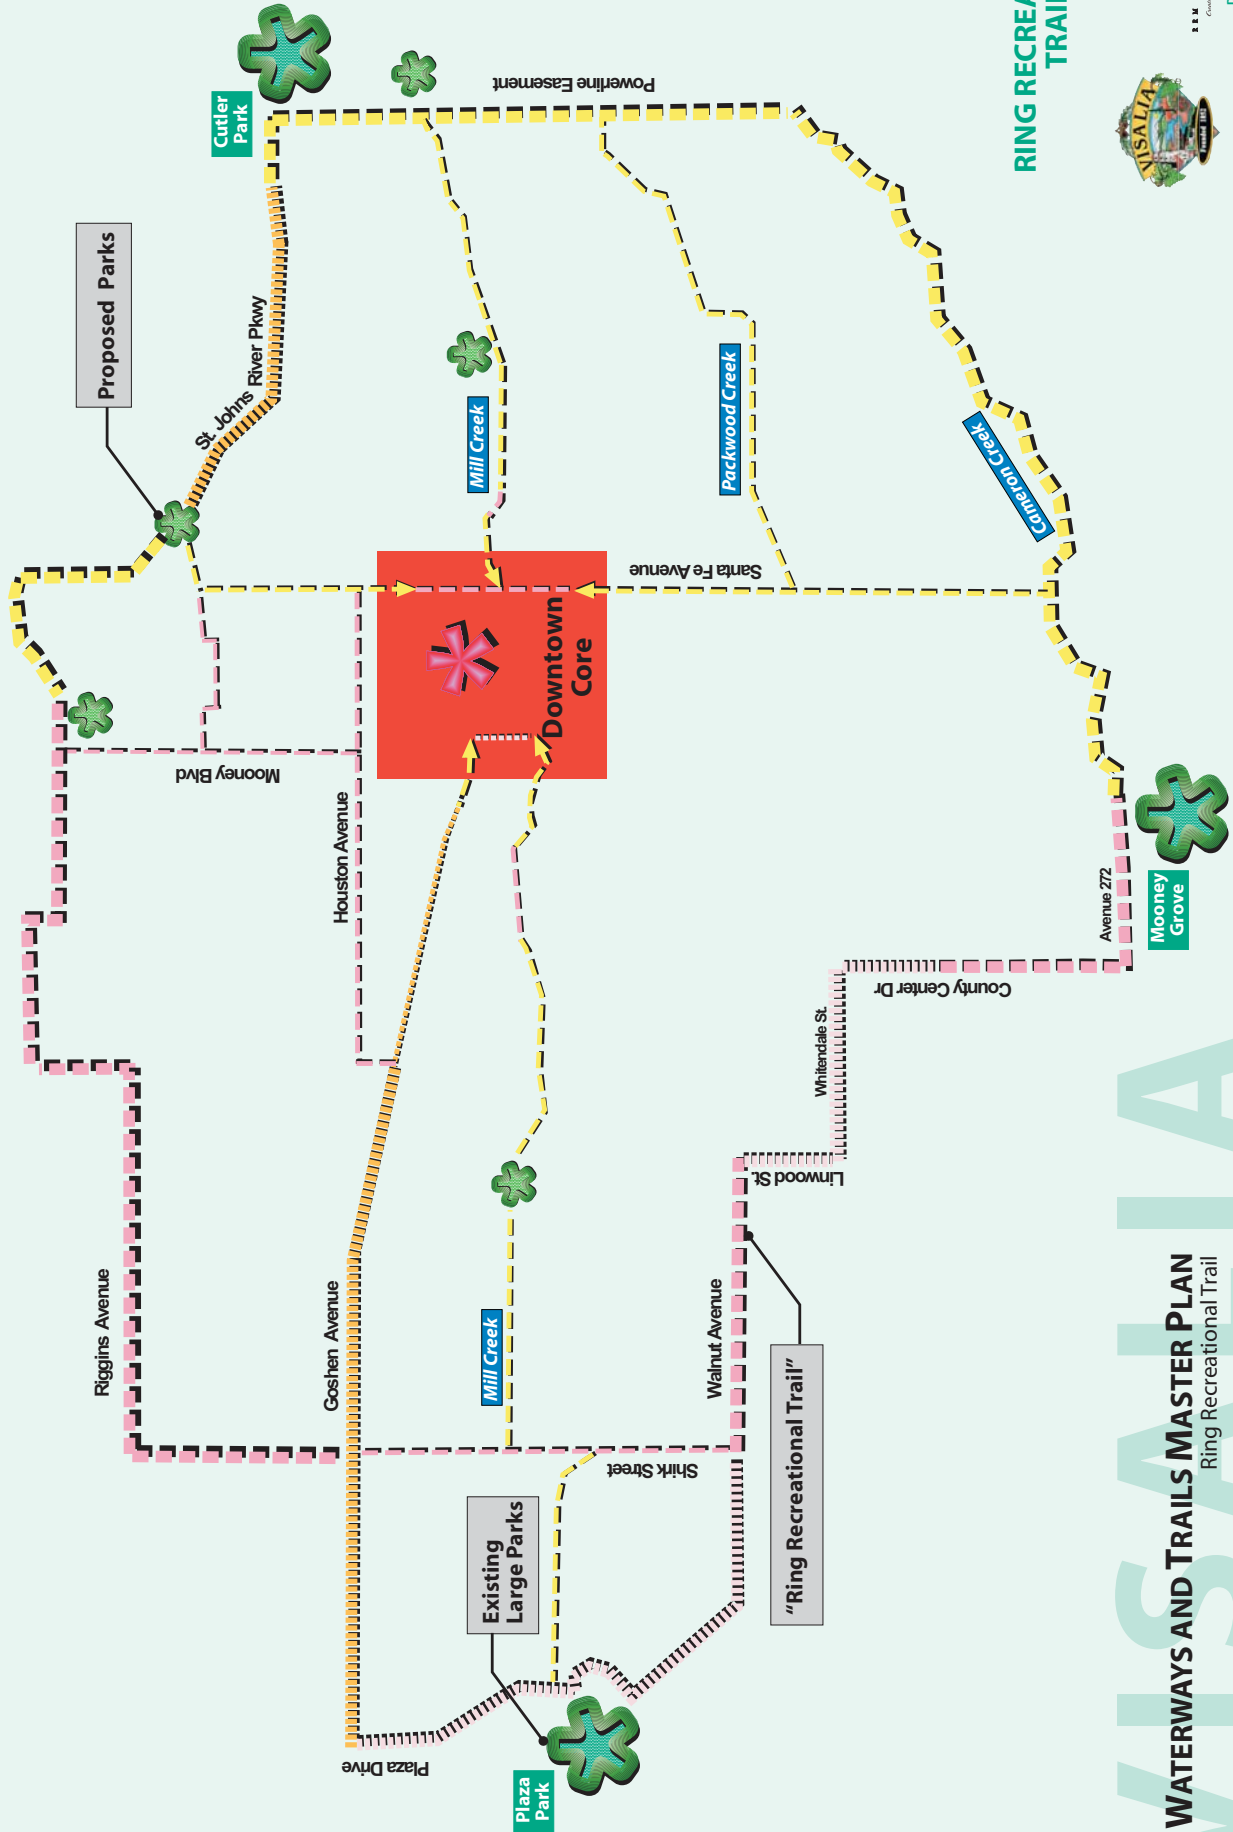 Cutler
Park
Proposed Parks
Powerline Easement
St. Johns River Pkwy
Mill Creek
Packwood Creek
Cameron Creek
Santa Fe Avenue
Downtown
Core
Mooney Blvd
Houston Avenue
Riggins Avenue
Goshen Avenue
Mill Creek
Shirk Street
Existing
Large Parks
Plaza
Park
Plaza Drive
Walnut Avenue
"Ring Recreational Trail"
Linwood St.
Whitendale St.
County Center Dr
Avenue 272
Mooney
Grove
RING RECREA
TRAI
VISALIA
Founded 1852
R R M
VISALIA
WATERWAYS AND TRAILS MASTER PLAN
Ring Recreational Trail